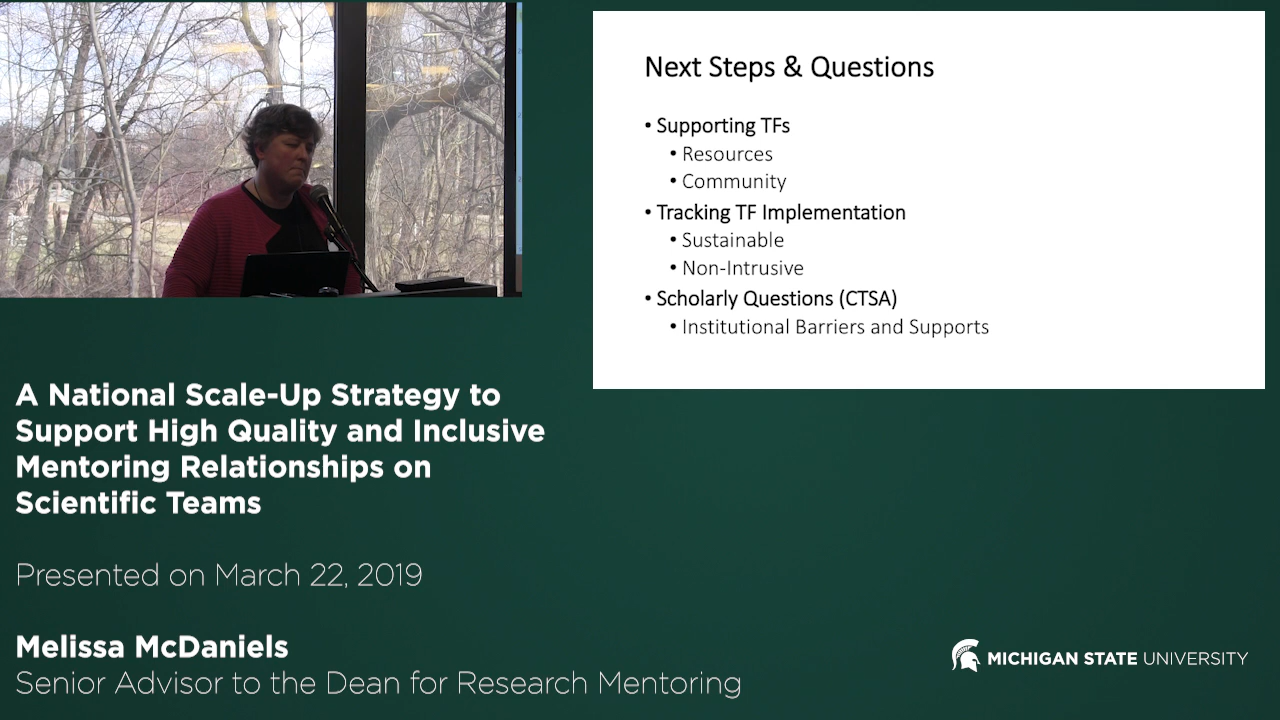 Next Steps & Questions
• Supporting TFs
• Resources
• Community
• Tracking TF Implementation
• Sustainable
• Non-Intrusive
• Scholarly Questions (CTSA)
• Institutional Barriers and Supports
A National Scale-Up Strategy to
Support High Quality and Inclusive
Mentoring Relationships on
Scientific Teams
Presented on March 22, 2019
Melissa McDaniels
Senior Advisor to the Dean for Research Mentoring
MICHIGAN STATE UNIVERSITY